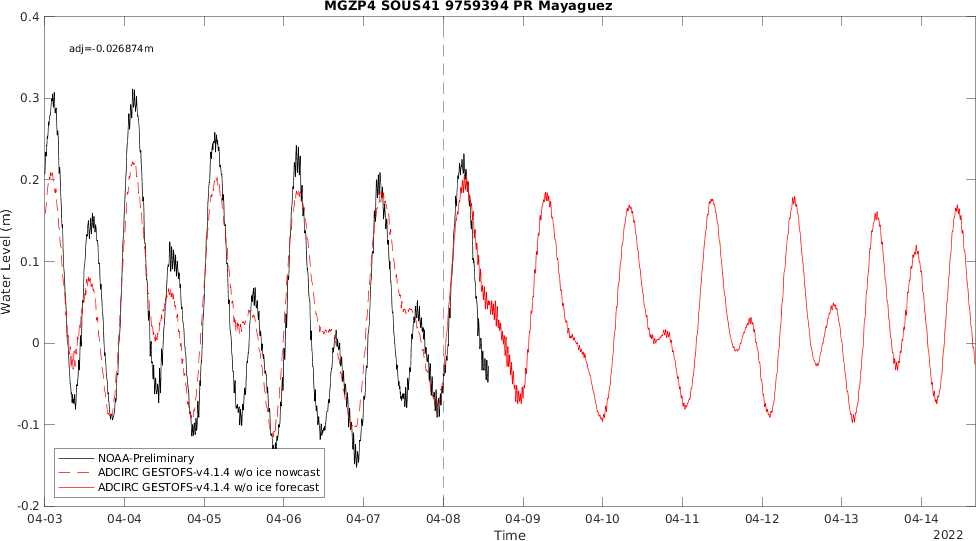 MGZP4 SOUS41 9759394 PR Mayaguez
adj=-0.026874m
0.4
0.3
0.2
0.1
0
-0.1
-0.2
Water Level (m)
NOAA-Preliminary
ADCIRC GESTOFS-v4.1.4 w/o ice nowcast
ADCIRC GESTOFS-v4.1.4 w/o ice forecast
04-03 04-04 04-05 04-06 04-07 04-08 04-09 04-10 04-11 04-12 04-13 04-14
Time
2022